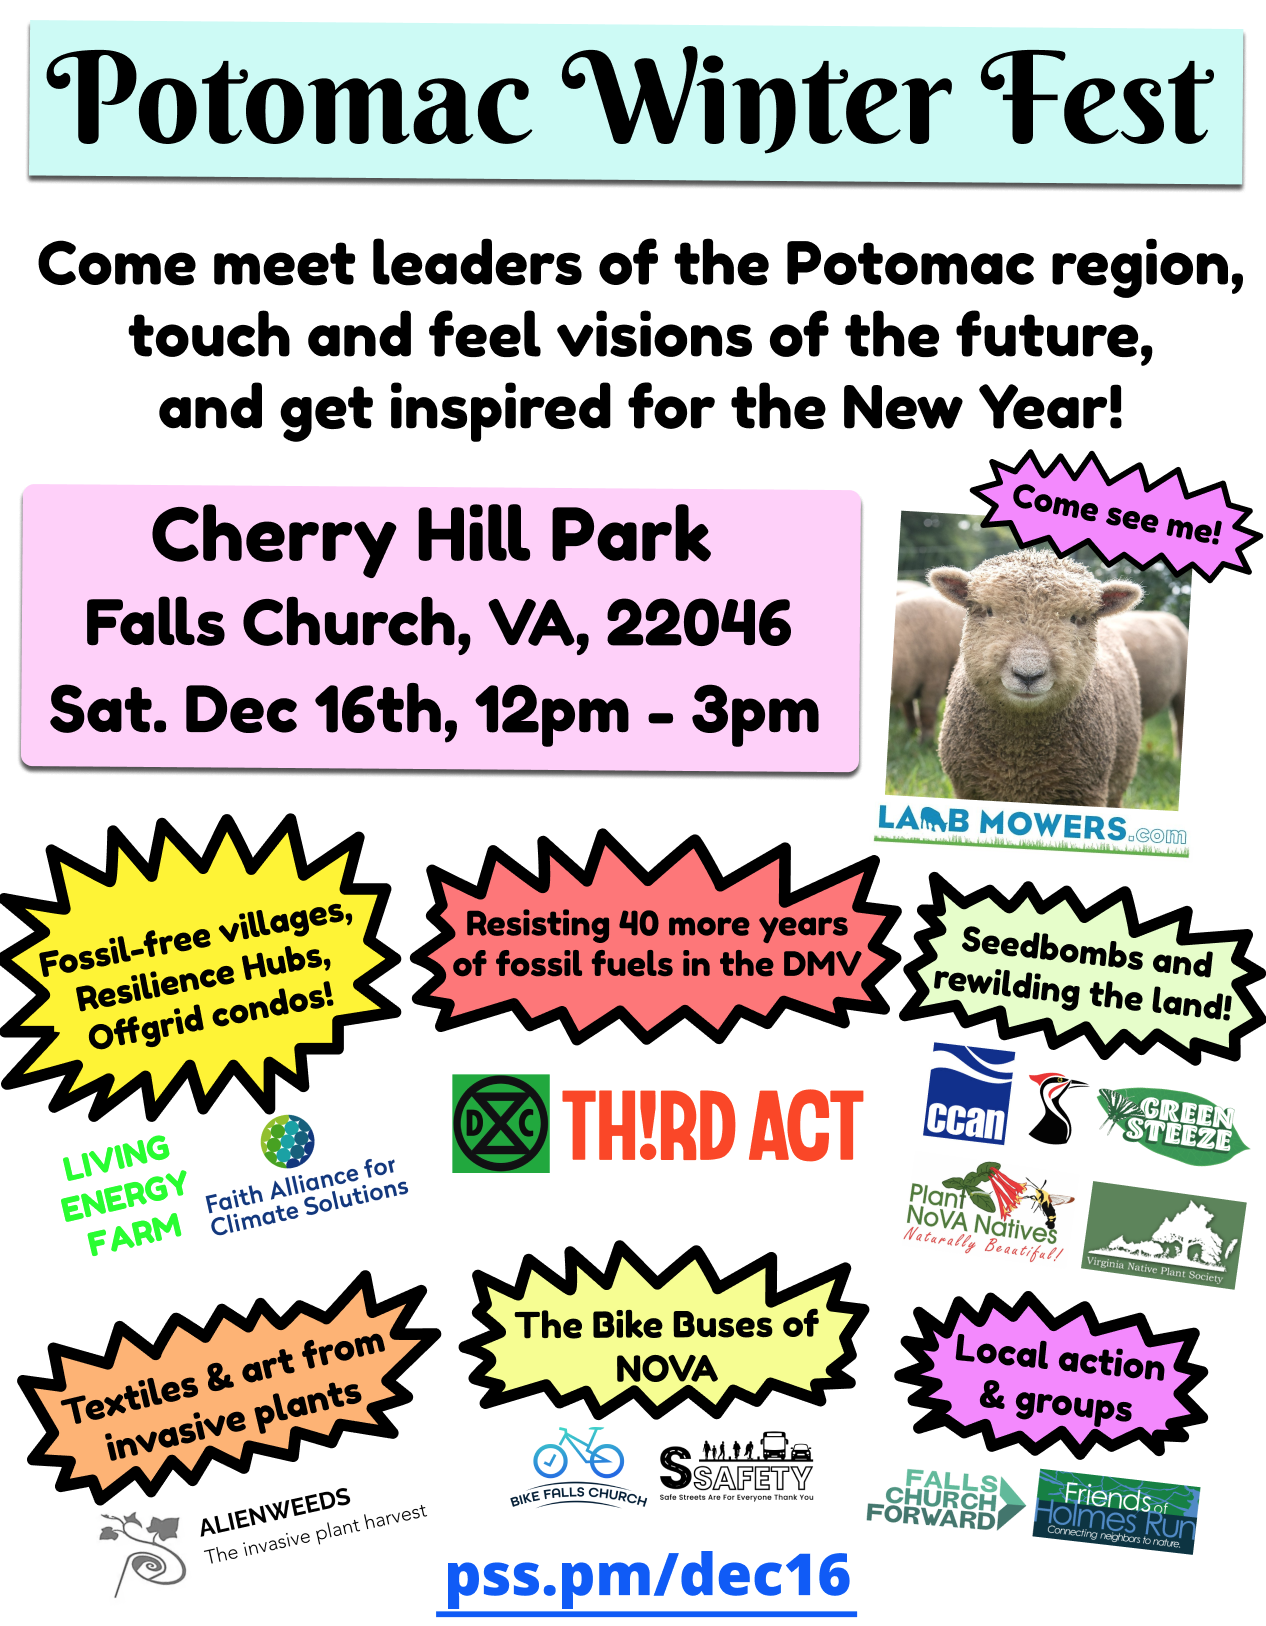 Potomac Winter Fest
Come meet leaders of the Potomac region,
touch and feel visions of the future,
and get inspired for the New Year!
Come see me!
Cherry Hill Park
Falls Church, VA, 22046
Sat. Dec 16th, 12pm - 3pm
LAMB MOWERS.com
Fossil-free villages,
Resilience Hubs,
Offgrid condos!
LIVING
ENERGY
FARM
Faith Alliance for
Climate Solutions
Resisting 40 more years
of fossil fuels in the DMV
DC
TH!RD ACT
Seedbombs and
rewilding the land!
ccan
GREEN
STEEZE
Plant
NoVA Natives
Naturally Beautiful!
Virginia Native Plant Society
Textiles & art from
invasive plants
ALIENWEEDS
The invasive plant harvest
The Bike Buses of
NOVA
BIKE FALLS CHURCH
SSAFETY
Safe Streets Are For Everyone Thank You
Local action
& groups
FALLS
CHURCH
FORWARD
Friends of
Holmes Run
Connecting neighbors to nature.
pss.pm/dec16